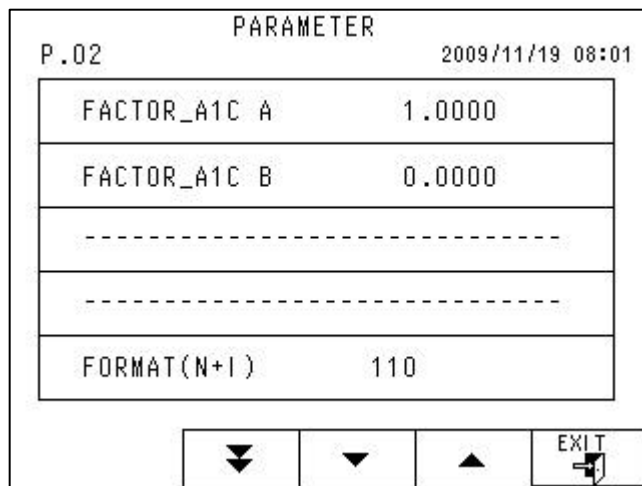 PARAMETER
P.02 2009/11/19 08:01
FACTOR_A1C A 1.0000
FACTOR_A1C B 0.0000
------------------------------
------------------------------
FORMAT(N+I) 110
EXIT